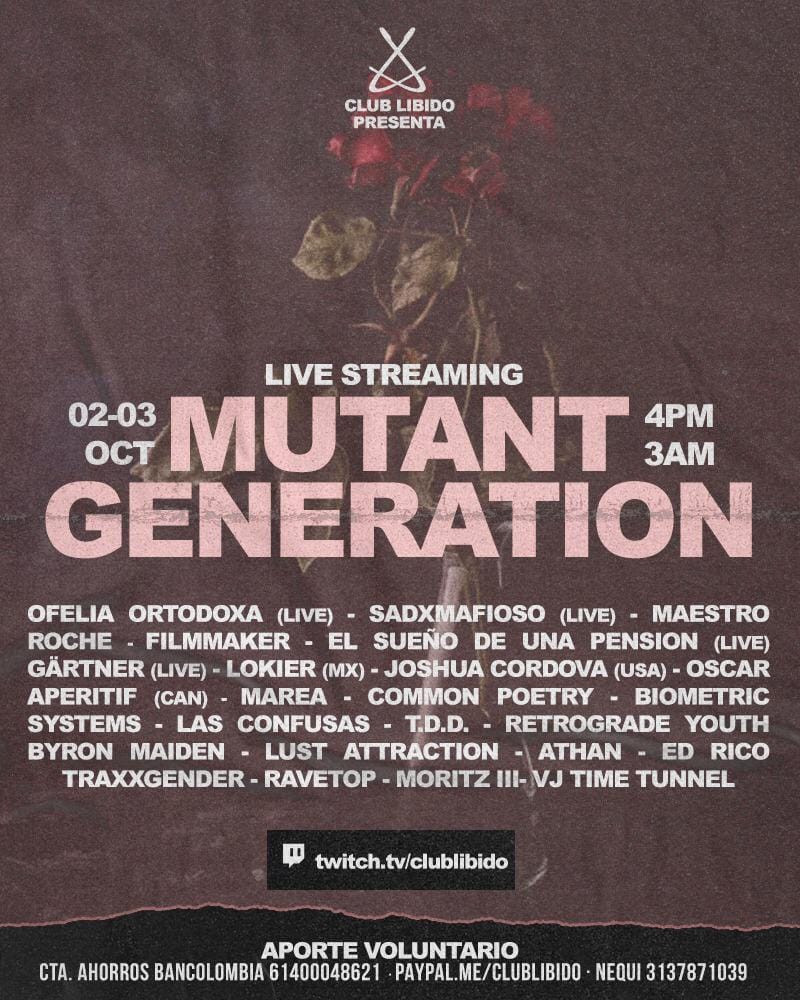 CLUB LIBIDO
PRESENTA
LIVE STREAMING
02-03
OCT
MUTANT
4PM
3AM
GENERATION
OFELIA ORTODOXA (LIVE) - SADXMAFIOSO (LIVE) - MAESTRO
ROCHE - FILMMAKER - EL SUEÑO DE UNA PENSION (LIVE)
GÄRTNER (LIVE) - LOKIER (MX) - JOSHUA CORDOVA (USA) - OSCAR
APERITIF (CAN) - MAREA - COMMON POETRY - BIOMETRIC
SYSTEMS - LAS CONFUSAS - T.D.D. - RETROGRADE YOUTH
BYRON MAIDEN - LUST ATTRACTION - ATHAN - ED RICO
TRAXXGENDER - RAVETOP - MORITZ III- VJ TIME TUNNEL
twitch.tv/clublibido
APORTE VOLUNTARIO
CTA. AHORROS BANCOLOMBIA 61400048621 · PAYPAL.ME/CLUBLIBIDO · NEQUI 3137871039